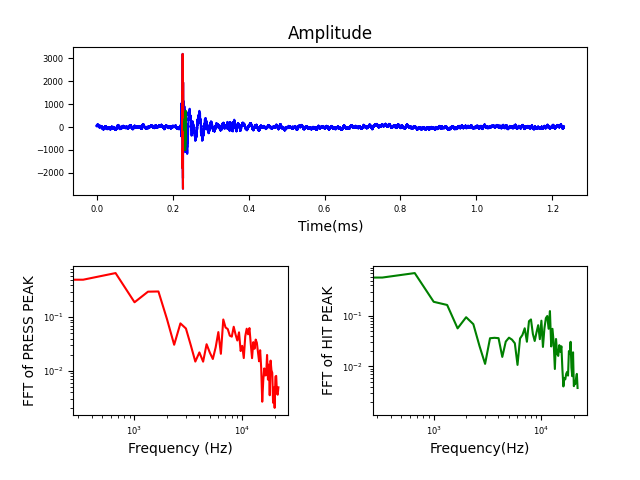 Amplitude
3000
2000
1000
0
−1000
−2000
0.0 0.2 0.4 0.6 0.8 1.0 1.2
Time(ms)
FFT of PRESS PEAK
10⁻¹
10⁻²
10³ 10⁴
Frequency (Hz)
FFT of HIT PEAK
10⁻¹
10⁻²
10³ 10⁴
Frequency(Hz)